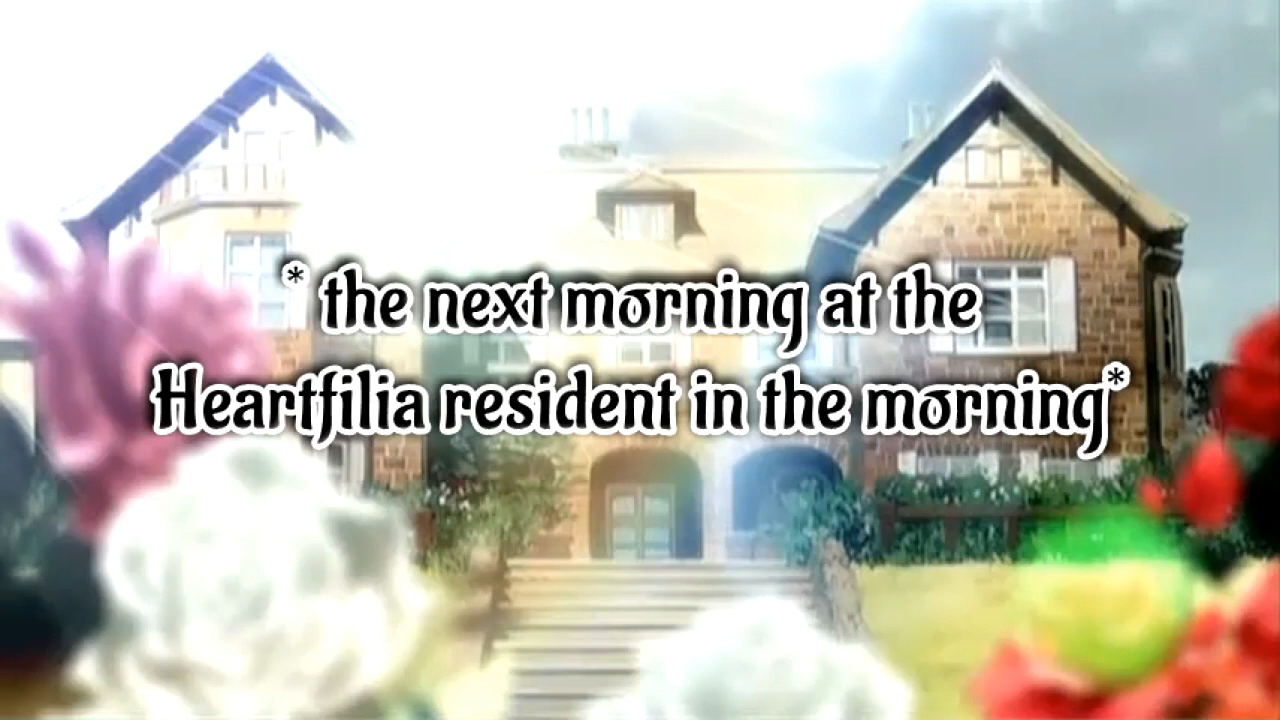 * the next morning at the
Heartfilia resident in the morning*